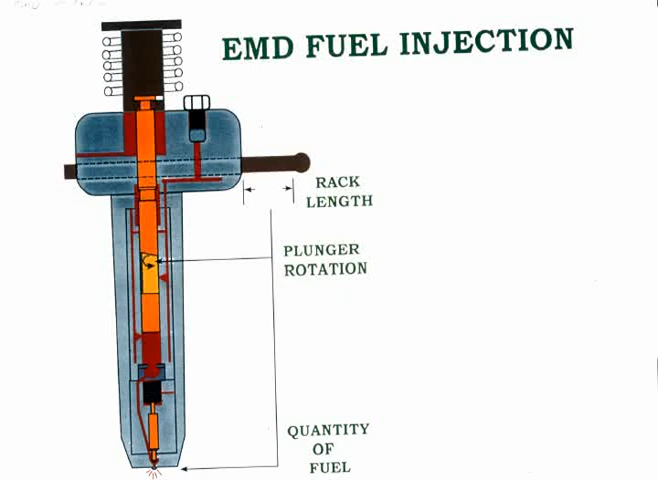 EMD FUEL INJECTION
RACK
LENGTH
PLUNGER
ROTATION
QUANTITY
OF
FUEL